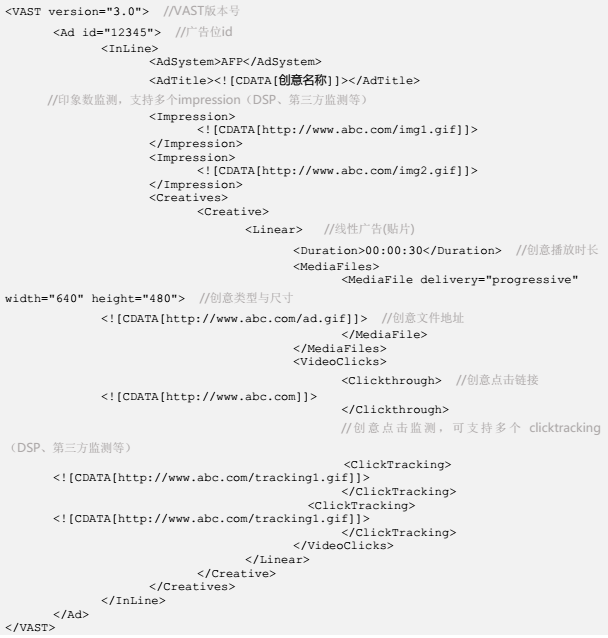 <VAST version="3.0"> //VAST版本号
<Ad id="12345"> //广告位id
<InLine>
<AdSystem>AFP</AdSystem>
<AdTitle><![CDATA[创意名称]]></AdTitle>
//印象数监测，支持多个impression（DSP、第三方监测等）
<Impression>
<![CDATA[http://www.abc.com/img1.gif]]>
</Impression>
<Impression>
<![CDATA[http://www.abc.com/img2.gif]]>
</Impression>
<Creatives>
<Creative>
<Linear> //线性广告(贴片)
<Duration>00:00:30</Duration> //创意播放时长
<MediaFiles>
<MediaFile delivery="progressive"
width="640" height="480"> //创意类型与尺寸
<![CDATA[http://www.abc.com/ad.gif]]> //创意文件地址
</MediaFile>
</MediaFiles>
<VideoClicks>
<Clickthrough> //创意点击链接
<![CDATA[http://www.abc.com]]>
</Clickthrough>
//创意点击监测，可支持多个 clicktracking
（DSP、第三方监测等）
<ClickTracking>
<![CDATA[http://www.abc.com/tracking1.gif]]>
</ClickTracking>
<ClickTracking>
<![CDATA[http://www.abc.com/tracking1.gif]]>
</ClickTracking>
</VideoClicks>
</Linear>
</Creative>
</Creatives>
</InLine>
</Ad>
</VAST>